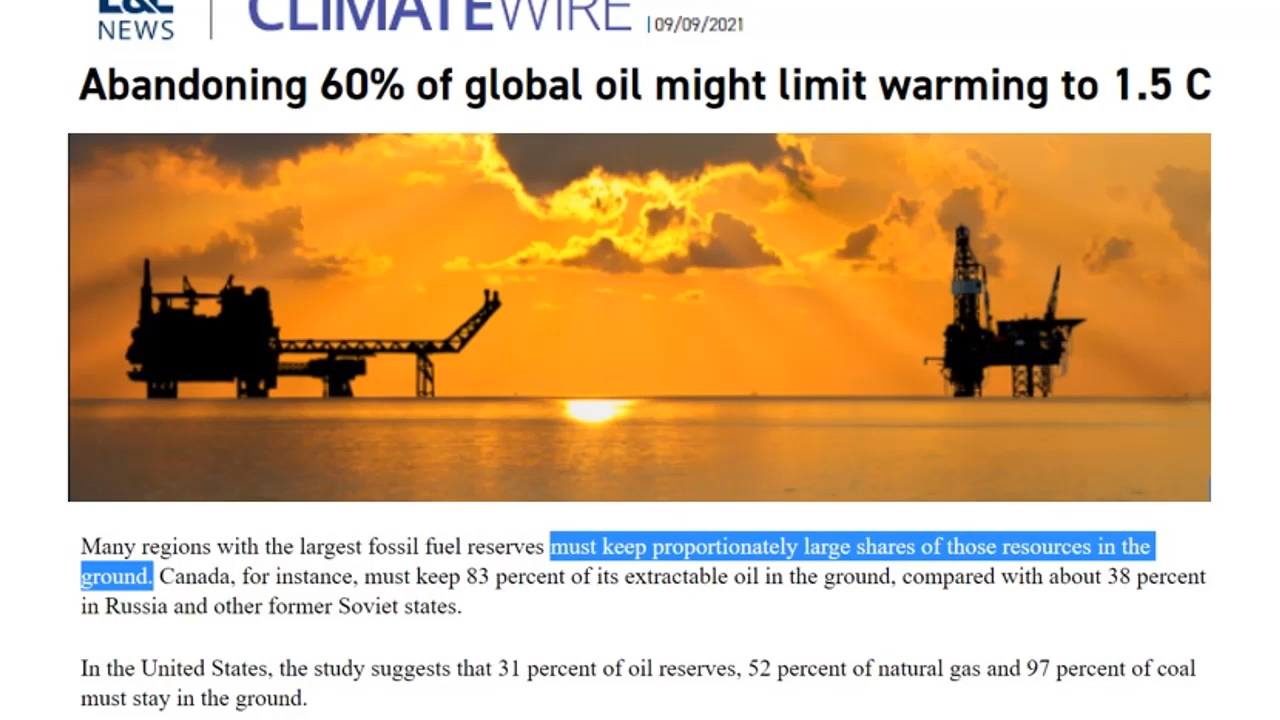 E&E
NEWS
CLIMATEWIRE | 09/09/2021
Abandoning 60% of global oil might limit warming to 1.5 C
Many regions with the largest fossil fuel reserves must keep proportionately large shares of those resources in the
ground. Canada, for instance, must keep 83 percent of its extractable oil in the ground, compared with about 38 percent
in Russia and other former Soviet states.
In the United States, the study suggests that 31 percent of oil reserves, 52 percent of natural gas and 97 percent of coal
must stay in the ground.